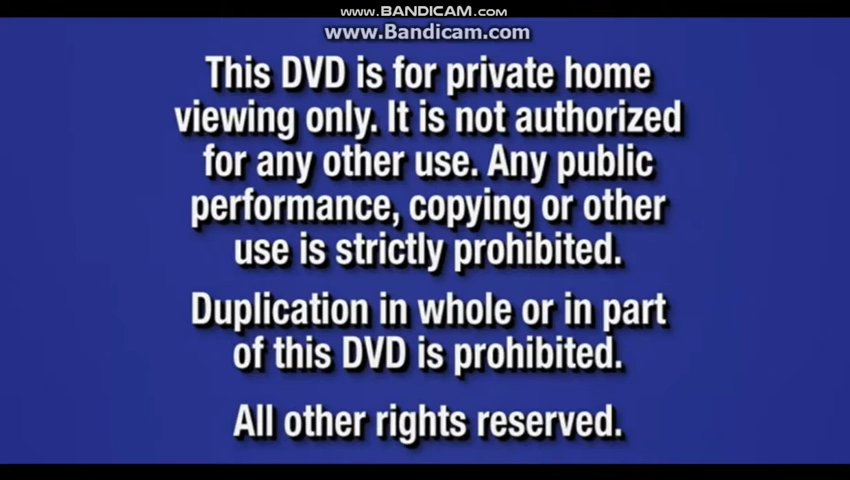 www.BANDICAM.com
www.Bandicam.com
This DVD is for private home
viewing only. It is not authorized
for any other use. Any public
performance, copying or other
use is strictly prohibited.
Duplication in whole or in part
of this DVD is prohibited.
All other rights reserved.